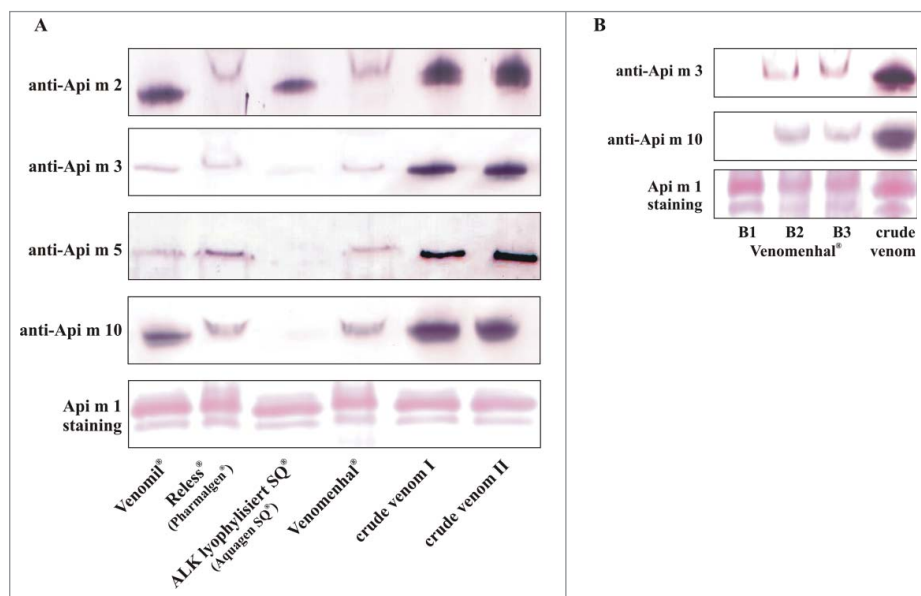 A
anti-Api m 2
anti-Api m 3
anti-Api m 5
anti-Api m 10
Api m 1
staining
Venomil®
Reless®
(Pharmalgen®)
ALK lyophylisiert SQ®
(Aquagen SQ®)
Venomenhal®
crude venom I
crude venom II
B
anti-Api m 3
anti-Api m 10
Api m 1
staining
B1 B2 B3 crude
Venomenhal® venom